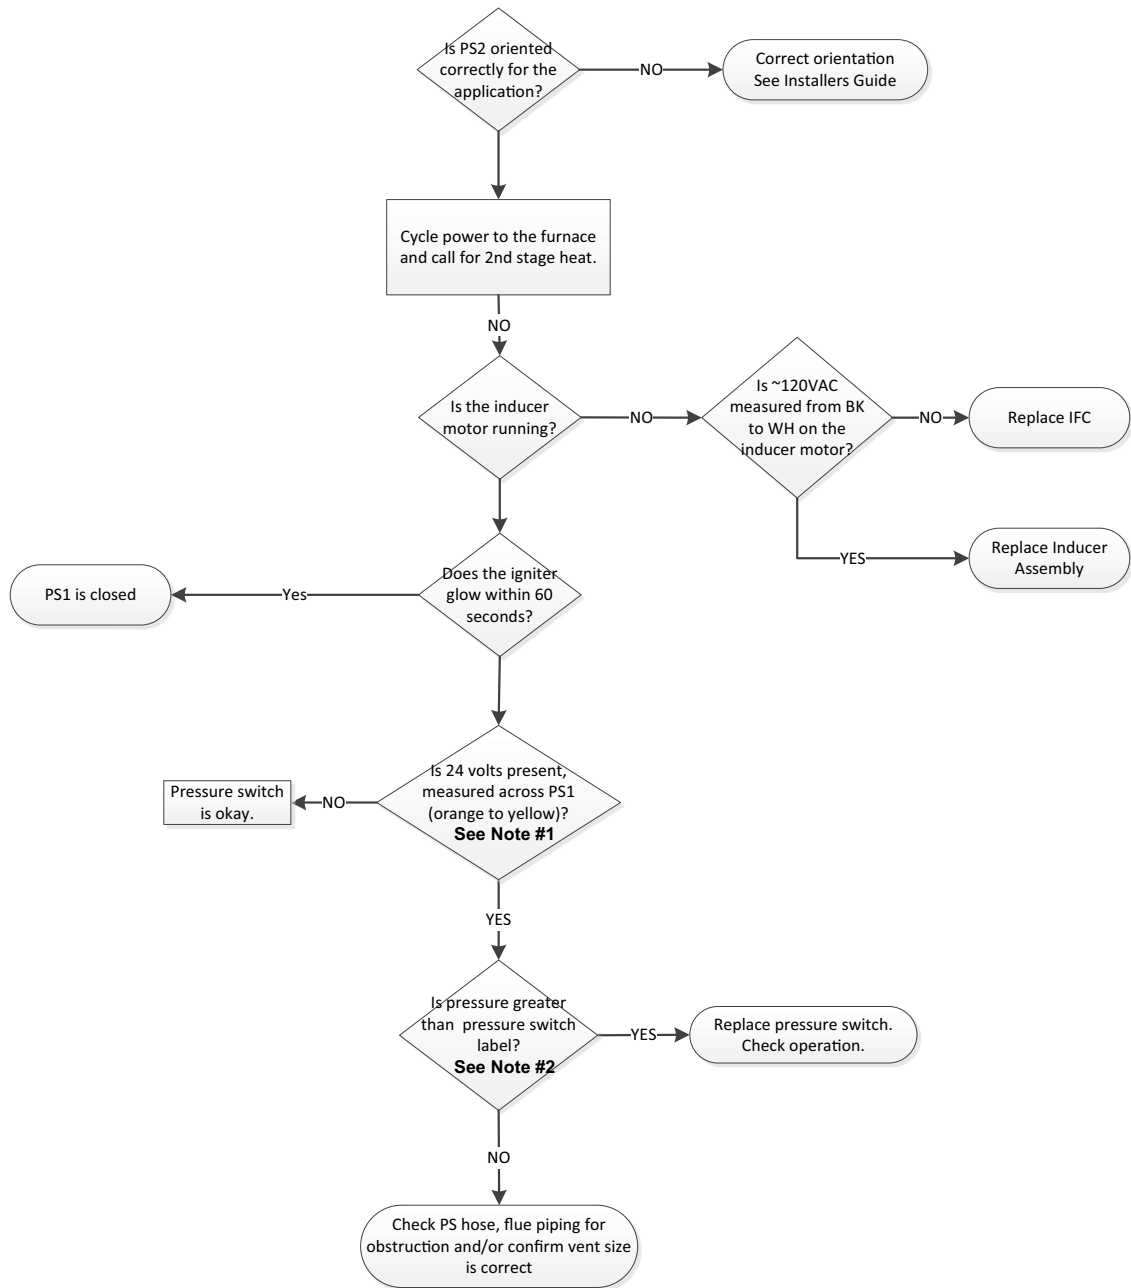 Is PS2 oriented
correctly for the
application?
NO
Correct orientation
See Installers Guide
Cycle power to the furnace
and call for 2nd stage heat.
NO
Is the inducer
motor running?
NO
Is ~120VAC
measured from BK
to WH on the
inducer motor?
NO
Replace IFC
YES
Replace Inducer
Assembly
Does the igniter
glow within 60
seconds?
Yes
PS1 is closed
Is 24 volts present,
measured across PS1
(orange to yellow)?
See Note #1
NO
Pressure switch
is okay.
YES
Is pressure greater
than pressure switch
label?
See Note #2
YES
Replace pressure switch.
Check operation.
NO
Check PS hose, flue piping for
obstruction and/or confirm vent size
is correct